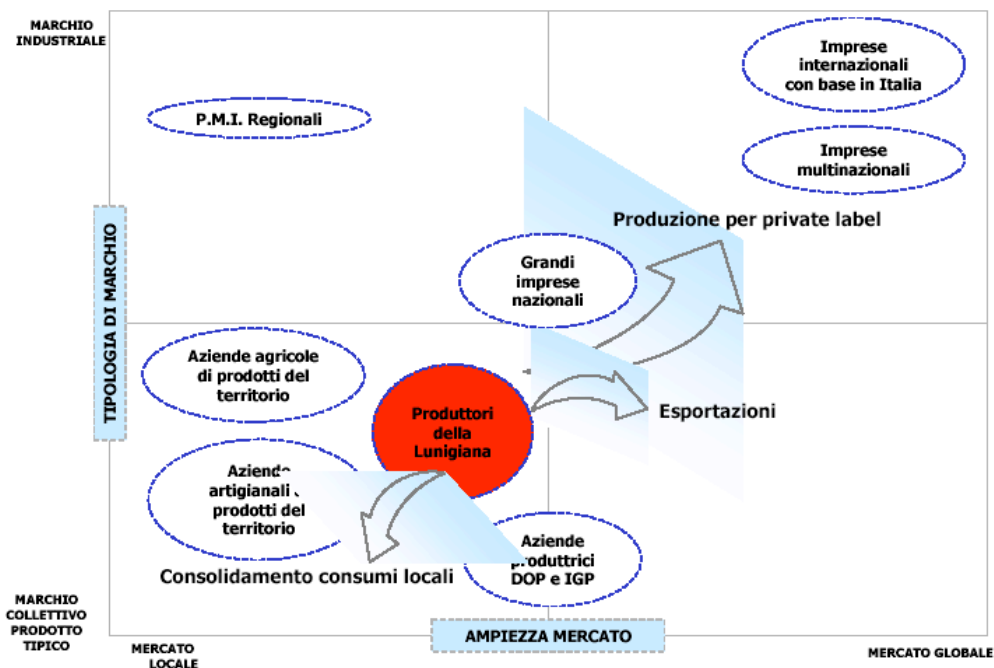 MARCHIO
INDUSTRIALE
Imprese
internazionali
con base in Italia
P.M.I. Regionali
Imprese
multinazionali
Produzione per private label
TIPOLOGIA DI MARCHIO
Grandi
imprese
nazionali
Aziende agricole
di prodotti del
territorio
Produttori
della
Lunigiana
Esportazioni
Aziende
artigianali
prodotti del
territorio
Aziende
produttrici
DOP e IGP
Consolidamento consumi locali
MARCHIO
COLLETTIVO
PRODOTTO
TIPICO
AMPIEZZA MERCATO
MERCATO
LOCALE
MERCATO GLOBALE